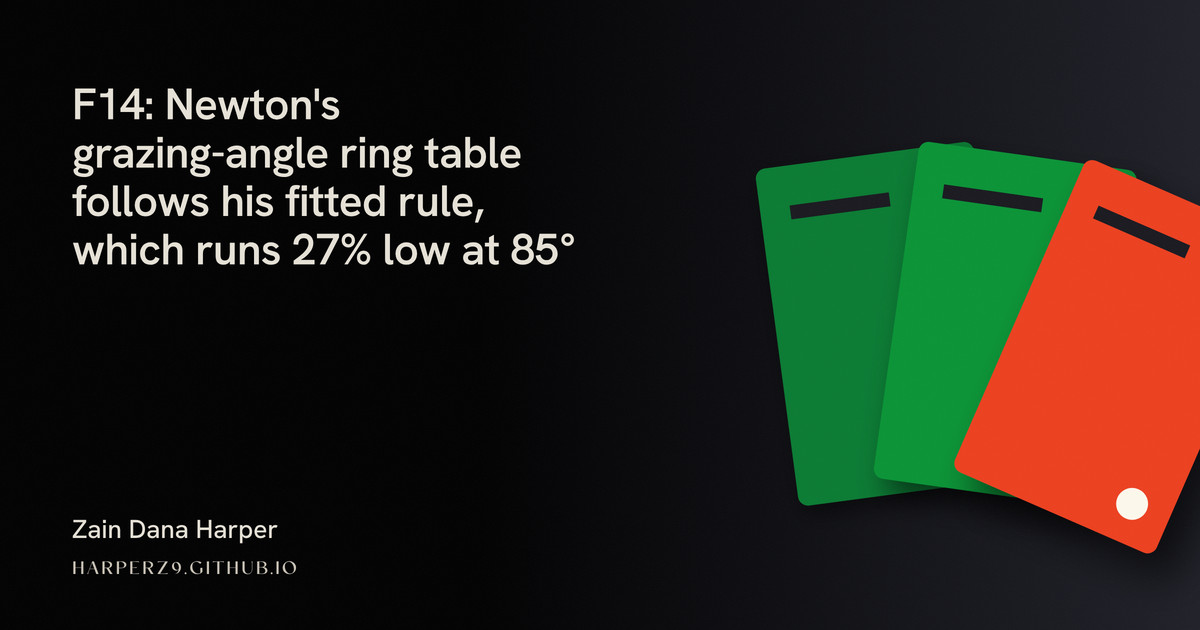 F14: Newton's
grazing-angle ring table
follows his fitted rule,
which runs 27% low at 85°
Zain Dana Harper
HARPERZ9.GITHUB.IO